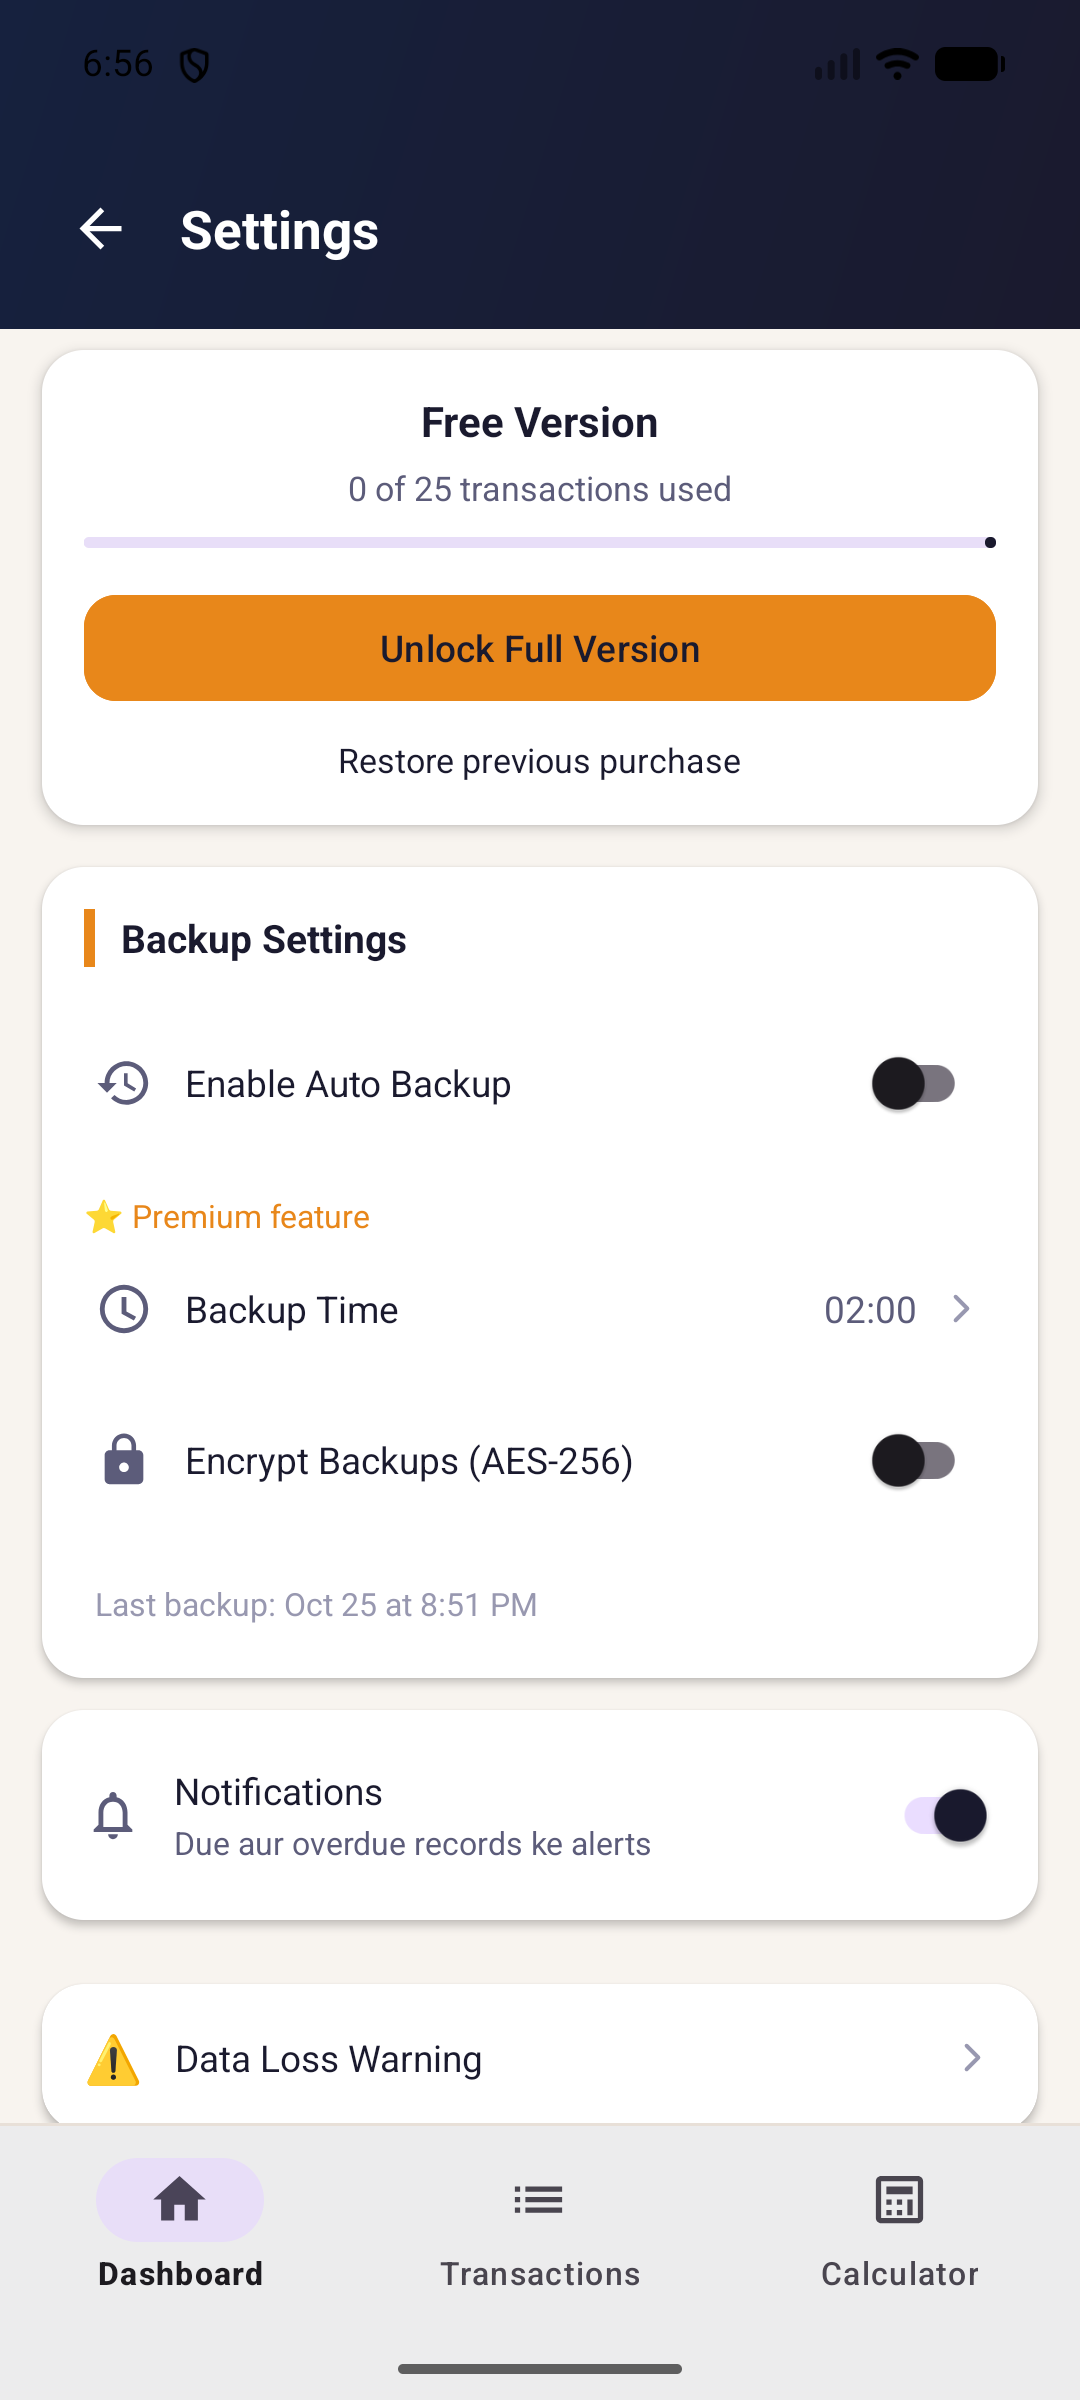 6:56
Settings
Free Version
0 of 25 transactions used
Unlock Full Version
Restore previous purchase
Backup Settings
Enable Auto Backup
⭐ Premium feature
Backup Time 02:00
Encrypt Backups (AES-256)
Last backup: Oct 25 at 8:51 PM
Notifications
Due aur overdue records ke alerts
⚠️ Data Loss Warning
Dashboard Transactions Calculator